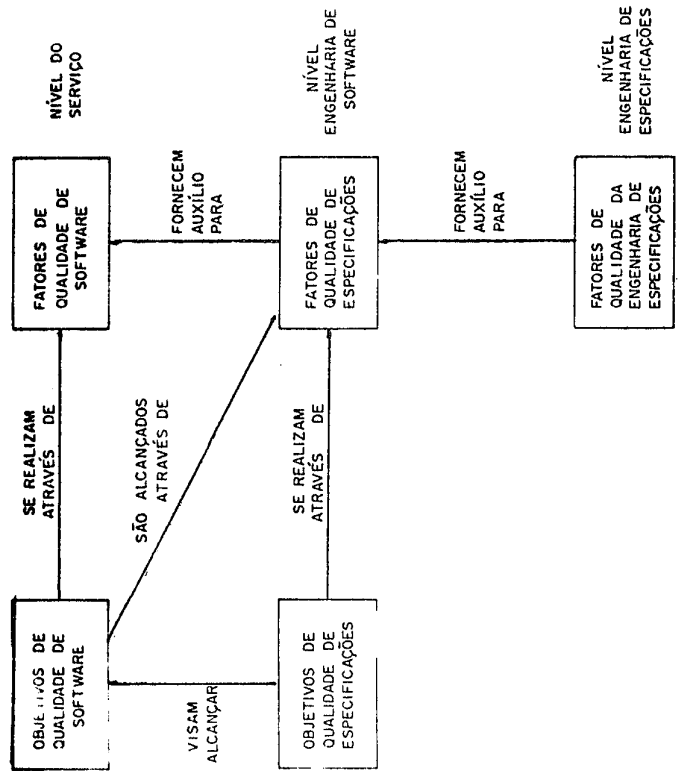 OBJETIVOS DE
QUALIDADE DE
SOFTWARE
SE REALIZAM
ATRAVÉS DE
FATORES DE
QUALIDADE DE
SOFTWARE
NÍVEL DO
SERVIÇO
VISAM
ALCANÇAR
SÃO ALCANÇADOS
ATRAVÉS DE
FORNECEM
AUXÍLIO
PARA
OBJETIVOS DE
QUALIDADE DE
ESPECIFICAÇÕES
SE REALIZAM
ATRAVÉS DE
FATORES DE
QUALIDADE DE
ESPECIFICAÇÕES
NÍVEL
ENGENHARIA DE
SOFTWARE
FORNECEM
AUXÍLIO
PARA
FATORES DE
QUALIDADE DA
ENGENHARIA DE
ESPECIFICAÇÕES
NÍVEL
ENGENHARIA DE
ESPECIFICAÇÕES